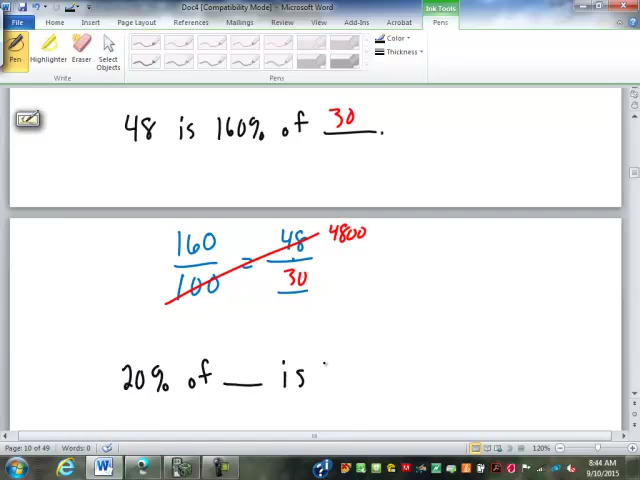 Doc4 [Compatibility Mode] - Microsoft Word
Ink Tools
File Home Insert Page Layout References Mailings Review View Add-Ins Acrobat Pens
Pen Highlighter Eraser Select Objects
Color
Thickness
Write Pens
48 is 160% of 30.
160/100 = 48/30 4800
20% of __ is
Page: 10 of 49 Words: 0 120%
8:44 AM
9/10/2015